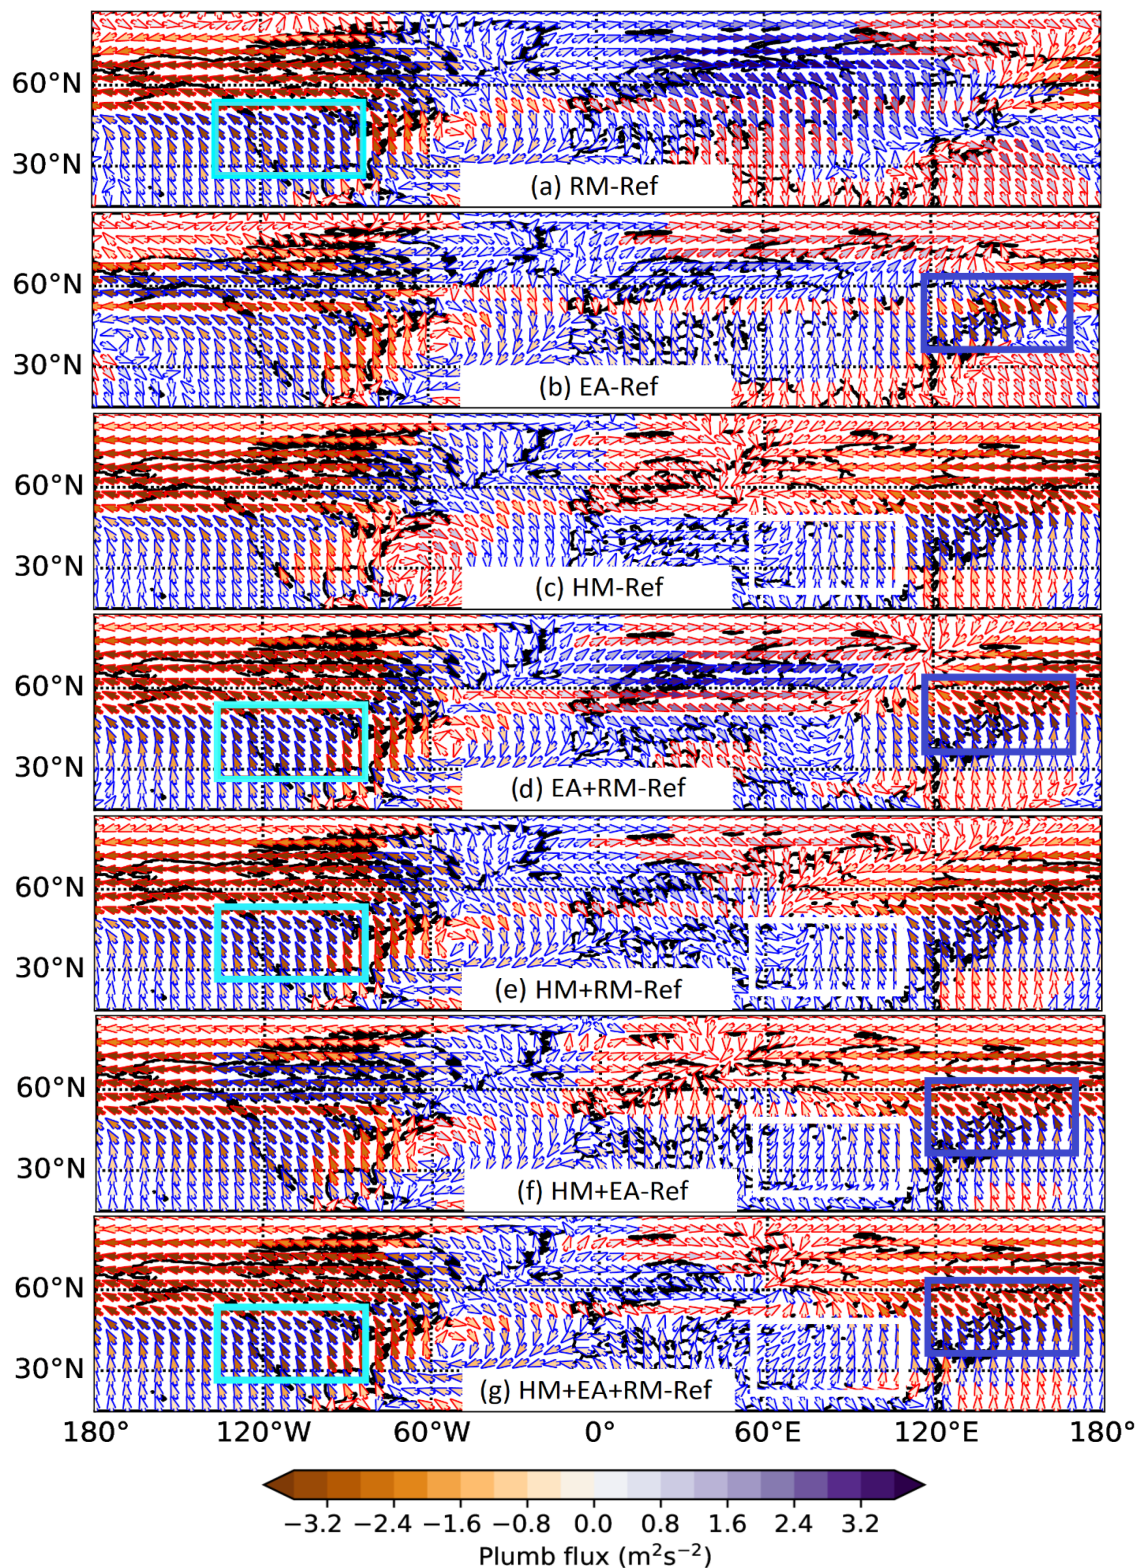 60°N
30°N
(a) RM-Ref
60°N
30°N
(b) EA-Ref
60°N
30°N
(c) HM-Ref
60°N
30°N
(d) EA+RM-Ref
60°N
30°N
(e) HM+RM-Ref
60°N
30°N
(f) HM+EA-Ref
60°N
30°N
(g) HM+EA+RM-Ref
180° 120°W 60°W 0° 60°E 120°E 180°
−3.2 −2.4 −1.6 −0.8 0.0 0.8 1.6 2.4 3.2
Plumb flux (m²s⁻²)